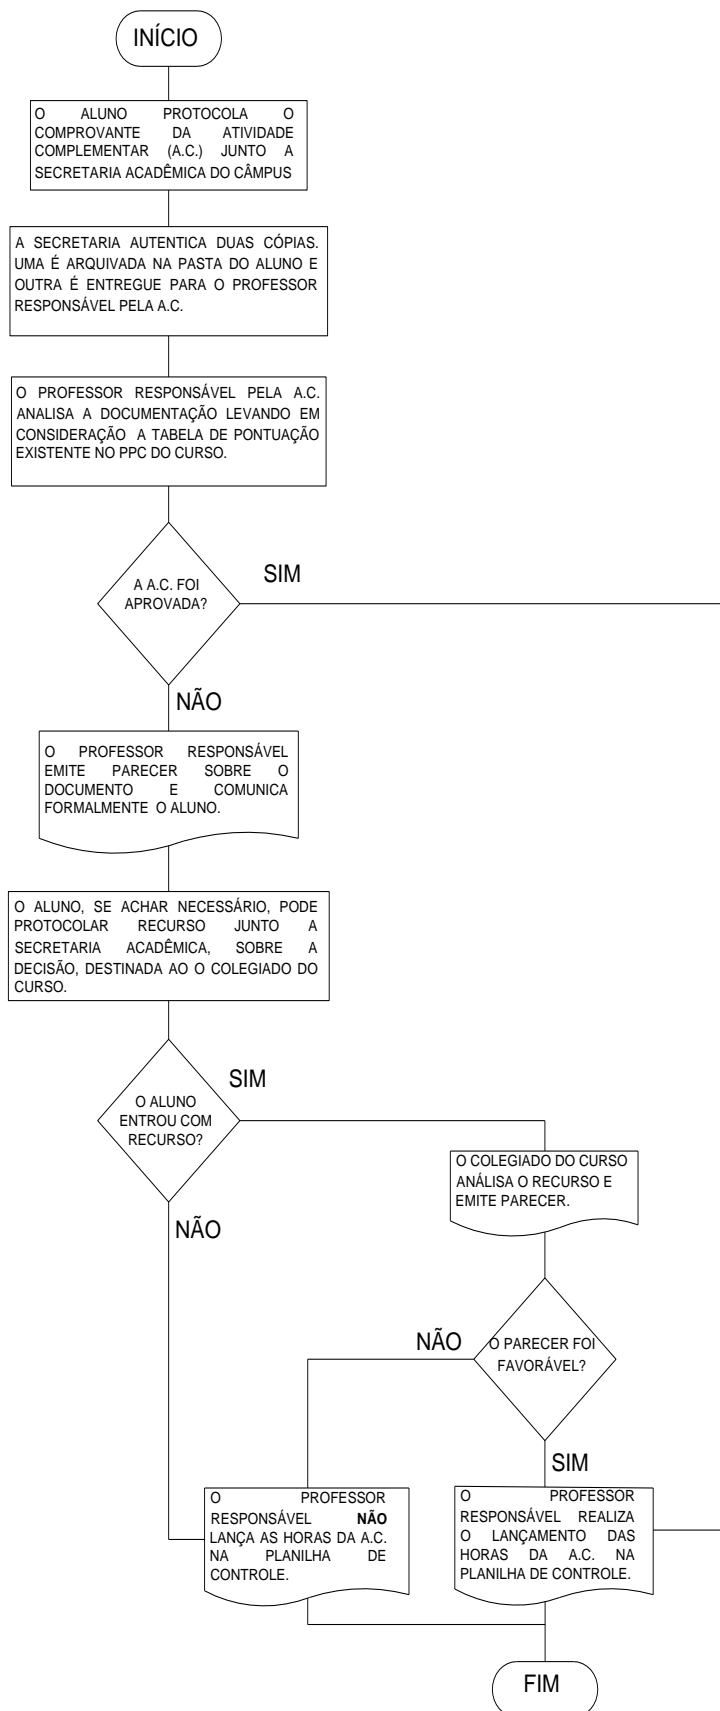 INÍCIO
O ALUNO PROTOCOLA O
COMPROVANTE DA ATIVIDADE
COMPLEMENTAR (A.C.) JUNTO A
SECRETARIA ACADÊMICA DO CÂMPUS
A SECRETARIA AUTENTICA DUAS CÓPIAS.
UMA É ARQUIVADA NA PASTA DO ALUNO E
OUTRA É ENTREGUE PARA O PROFESSOR
RESPONSÁVEL PELA A.C.
O PROFESSOR RESPONSÁVEL PELA A.C.
ANALISA A DOCUMENTAÇÃO LEVANDO EM
CONSIDERAÇÃO A TABELA DE PONTUAÇÃO
EXISTENTE NO PPC DO CURSO.
A A.C. FOI
APROVADA?
SIM
NÃO
O PROFESSOR RESPONSÁVEL
EMITE PARECER SOBRE O
DOCUMENTO E COMUNICA
FORMALMENTE O ALUNO.
O ALUNO, SE ACHAR NECESSÁRIO, PODE
PROTOCOLAR RECURSO JUNTO A
SECRETARIA ACADÊMICA, SOBRE A
DECISÃO, DESTINADA AO O COLEGIADO DO
CURSO.
O ALUNO
ENTROU COM
RECURSO?
SIM
NÃO
O COLEGIADO DO CURSO
ANÁLISA O RECURSO E
EMITE PARECER.
O PARECER FOI
FAVORÁVEL?
NÃO
SIM
O PROFESSOR
RESPONSÁVEL NÃO
LANÇA AS HORAS DA A.C.
NA PLANILHA DE
CONTROLE.
O PROFESSOR
RESPONSÁVEL REALIZA
O LANÇAMENTO DAS
HORAS DA A.C. NA
PLANILHA DE CONTROLE.
FIM